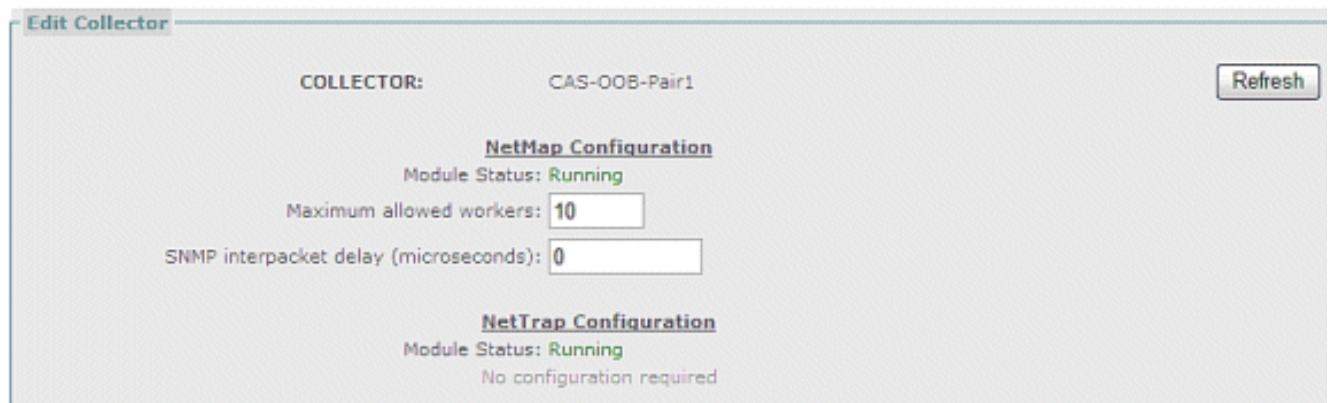 Edit Collector
COLLECTOR: CAS-OOB-Pair1
Refresh
NetMap Configuration
Module Status: Running
Maximum allowed workers: 10
SNMP interpacket delay (microseconds): 0
NetTrap Configuration
Module Status: Running
No configuration required